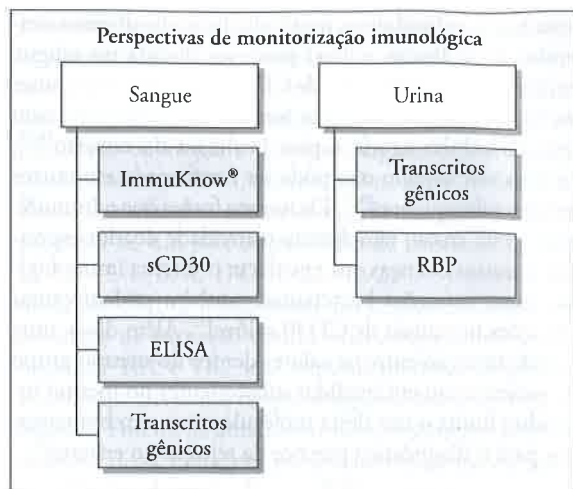 Perspectivas de monitorização imunológica
Sangue
ImmuKnow®
sCD30
ELISA
Transcritos
gênicos
Urina
Transcritos
gênicos
RBP